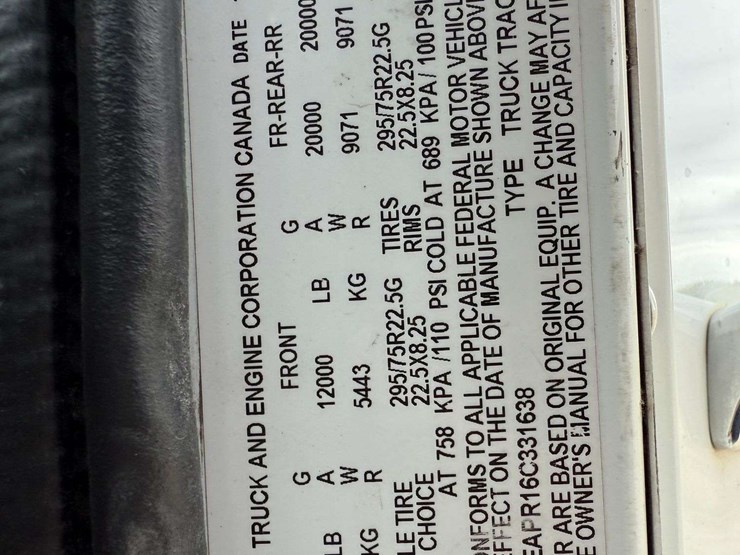 TRUCK AND ENGINE CORPORATION CANADA DATE
G FRONT G FR-REAR-RR
LB A 12000 LB A 20000 20000
W W
KG R 5443 KG R 9071 9071
LE TIRE 295/75R22.5G TIRES 295/75R22.5G
CHOICE 22.5X8.25 RIMS 22.5X8.25
AT 758 KPA /110 PSI COLD AT 689 KPA/ 100 PSI
ONFORMS TO ALL APPLICABLE FEDERAL MOTOR VEHICL
EFFECT ON THE DATE OF MANUFACTURE SHOWN ABOV
EAPR16C331638 TYPE TRUCK TRAC
R ARE BASED ON ORIGINAL EQUIP. A CHANGE MAY AF
E OWNER'S MANUAL FOR OTHER TIRE AND CAPACITY I